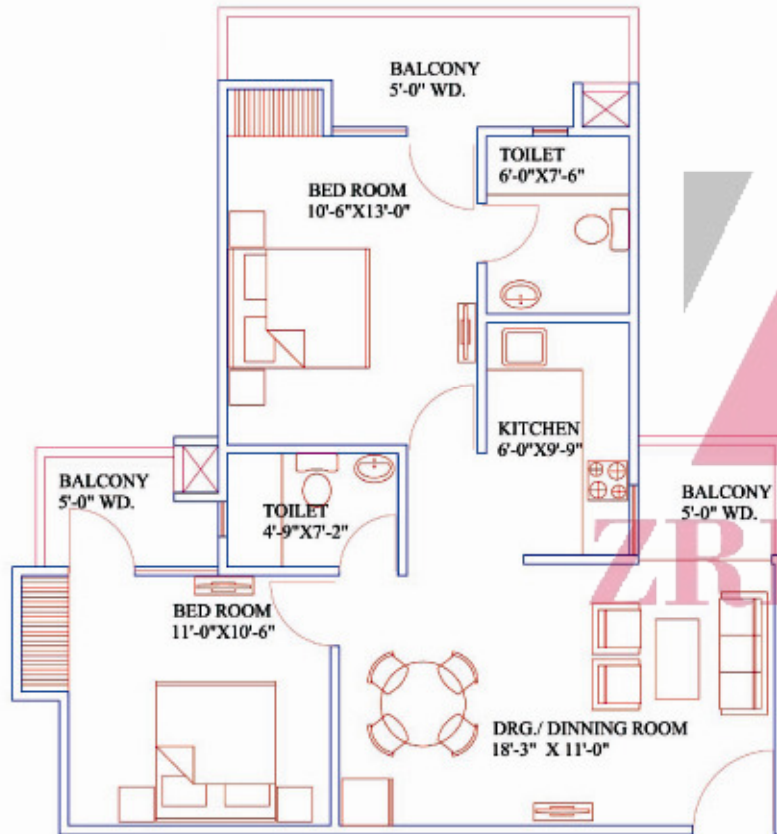 BALCONY
5'-0" WD.
TOILET
6'-0"X7'-6"
BED ROOM
10'-6"X13'-0"
KITCHEN
6'-0"X9'-9"
BALCONY
5'-0" WD.
TOILET
4'-9"X7'-2"
BALCONY
5'-0" WD.
ZRI
BED ROOM
11'-0"X10'-6"
DRG./ DINNING ROOM
18'-3" X 11'-0"